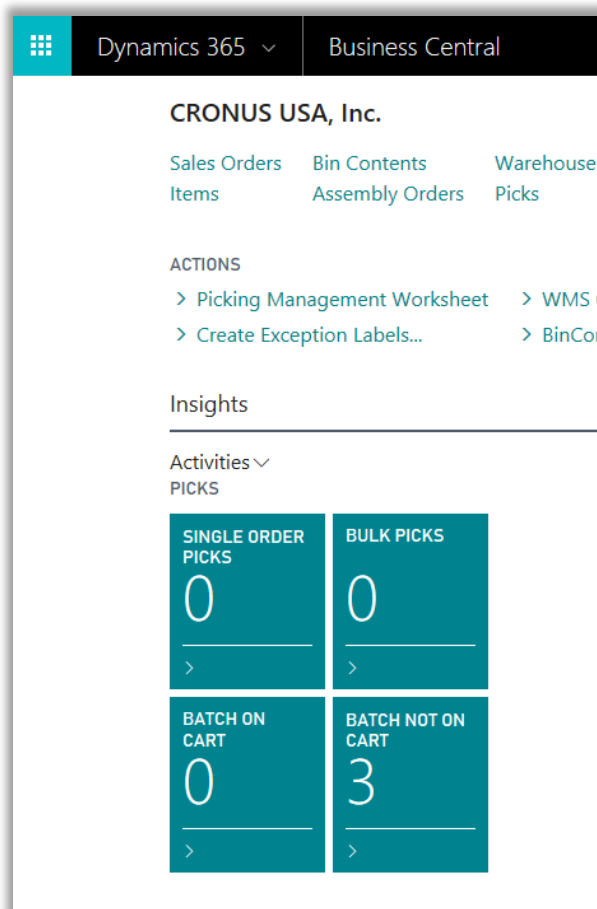 Dynamics 365 Business Central
CRONUS USA, Inc.
Sales Orders Bin Contents Warehouse
Items Assembly Orders Picks
ACTIONS
> Picking Management Worksheet > WMS
> Create Exception Labels... >
Insights
Activities
PICKS
SINGLE ORDER
PICKS
0
BULK PICKS
0
BATCH ON
CART
0
BATCH NOT ON
CART
3